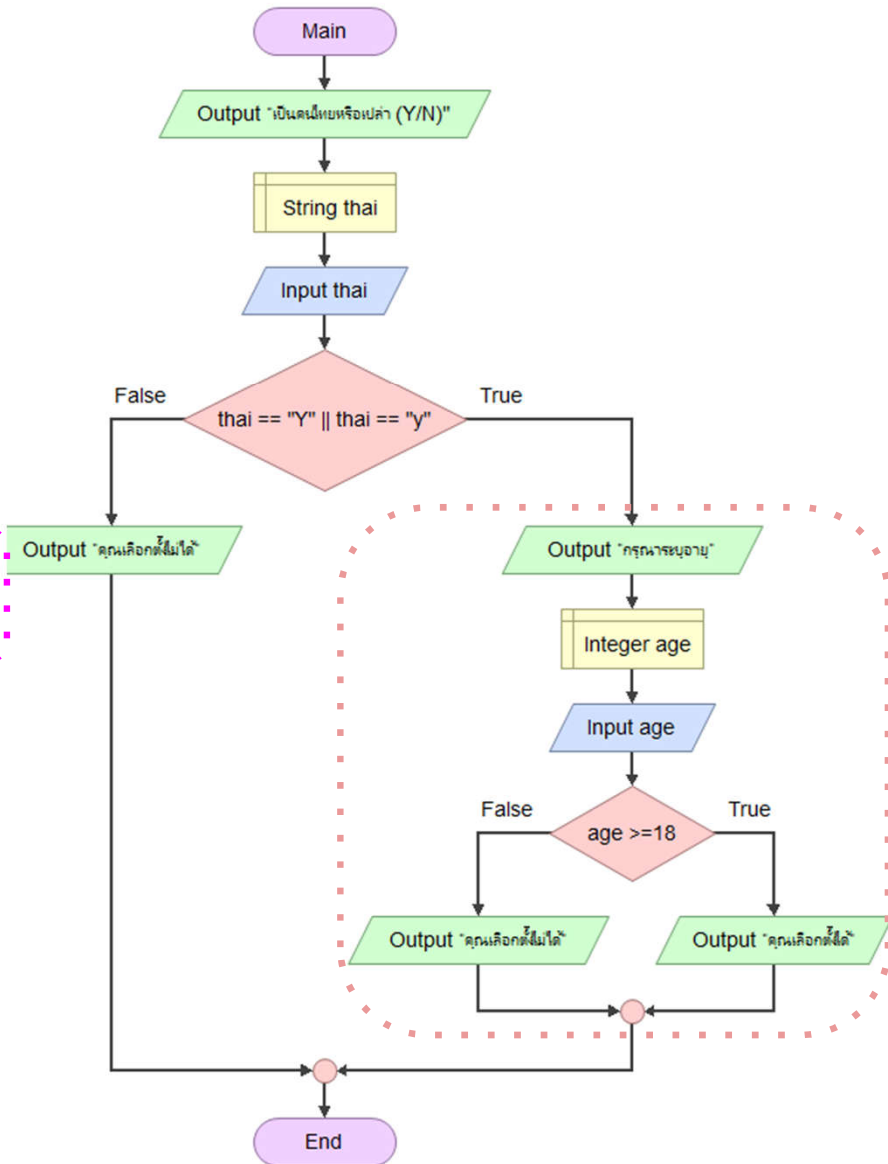 Main
Output "เป็นคนไทยหรือเปล่า (Y/N)"
String thai
Input thai
False
True
thai == "Y" || thai == "y"
Output "คุณเลือกตั้งไม่ได้"
Output "กรุณาระบุอายุ"
Integer age
Input age
False
True
age >=18
Output "คุณเลือกตั้งไม่ได้"
Output "คุณเลือกตั้งได้"
End